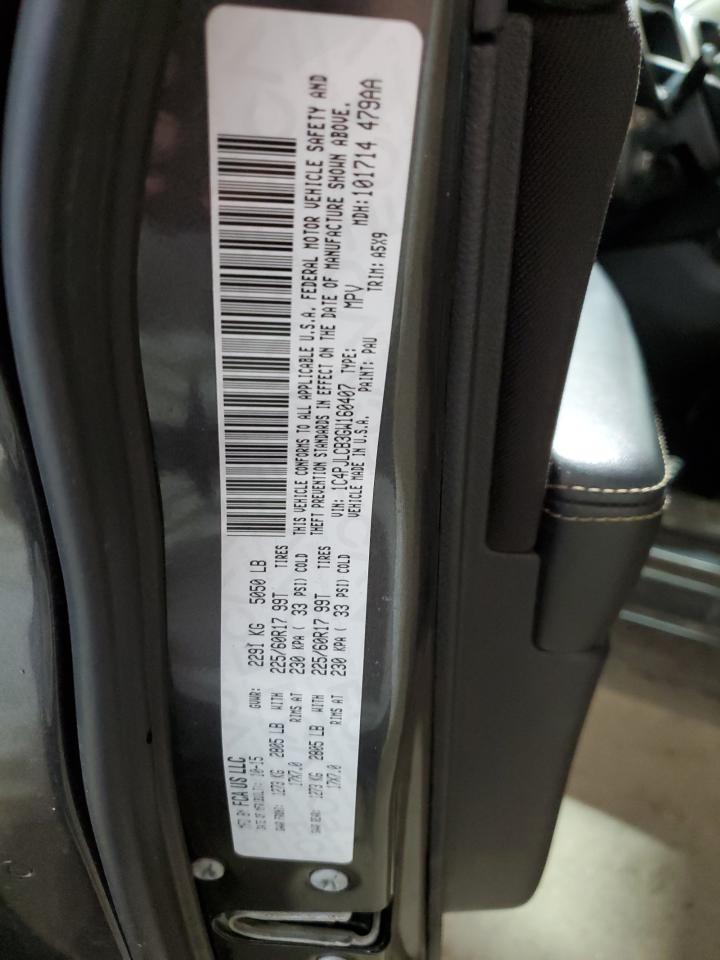 MFD BY FCA US LLC
DATE OF MFR(BUILT): 10-15 GVWR: 2291 KG 5050 LB
GAWR FRONT: 1273 KG 2805 LB WITH 225/60R17 99T TIRES
17X7.0 RIMS AT 230 KPA ( 33 PSI) COLD
GAWR REAR: 1273 KG 2805 LB WITH 225/60R17 99T TIRES
17X7.0 RIMS AT 230 KPA ( 33 PSI) COLD
THIS VEHICLE CONFORMS TO ALL APPLICABLE U.S.A. FEDERAL MOTOR VEHICLE SAFETY AND
THEFT PREVENTION STANDARDS IN EFFECT ON THE DATE OF MANUFACTURE SHOWN ABOVE.
VIN: 1C4PJLCB3GW160407 TYPE: MPV MDH: 101714 479AA
VEHICLE MADE IN U.S.A. PAINT: PAU TRIM: A5X9